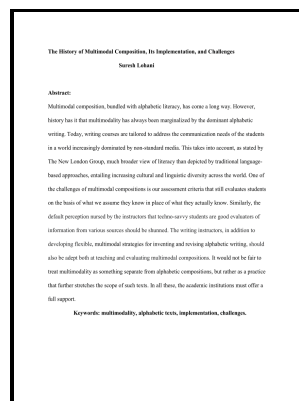 The History of Multimodal Composition, Its Implementation, and Challenges
Suresh Lohani
Abstract:
Multimodal composition, bundled with alphabetic literacy, has come a long way. However,
history has it that multimodality has always been marginalized by the dominant alphabetic
writing. Today, writing courses are tailored to address the communication needs of the students
in a world increasingly dominated by non-standard media. This takes into account, as stated by
The New London Group, much broader view of literacy than depicted by traditional language-
based approaches, entailing increasing cultural and linguistic diversity across the world. One of
the challenges of multimodal compositions is our assessment criteria that still evaluates students
on the basis of what we assume they know in place of what they actually know. Similarly, the
default perception nursed by the instructors that techno-savvy students are good evaluators of
information from various sources should be shunned. The writing instructors, in addition to
developing flexible, multimodal strategies for inventing and revising alphabetic writing, should
also be adept both at teaching and evaluating multimodal compositions. It would not be fair to
treat multimodality as something separate from alphabetic compositions, but rather as a practice
that further stretches the scope of such texts. In all these, the academic institutions must offer a
full support.
Keywords: multimodality, alphabetic texts, implementation, challenges.